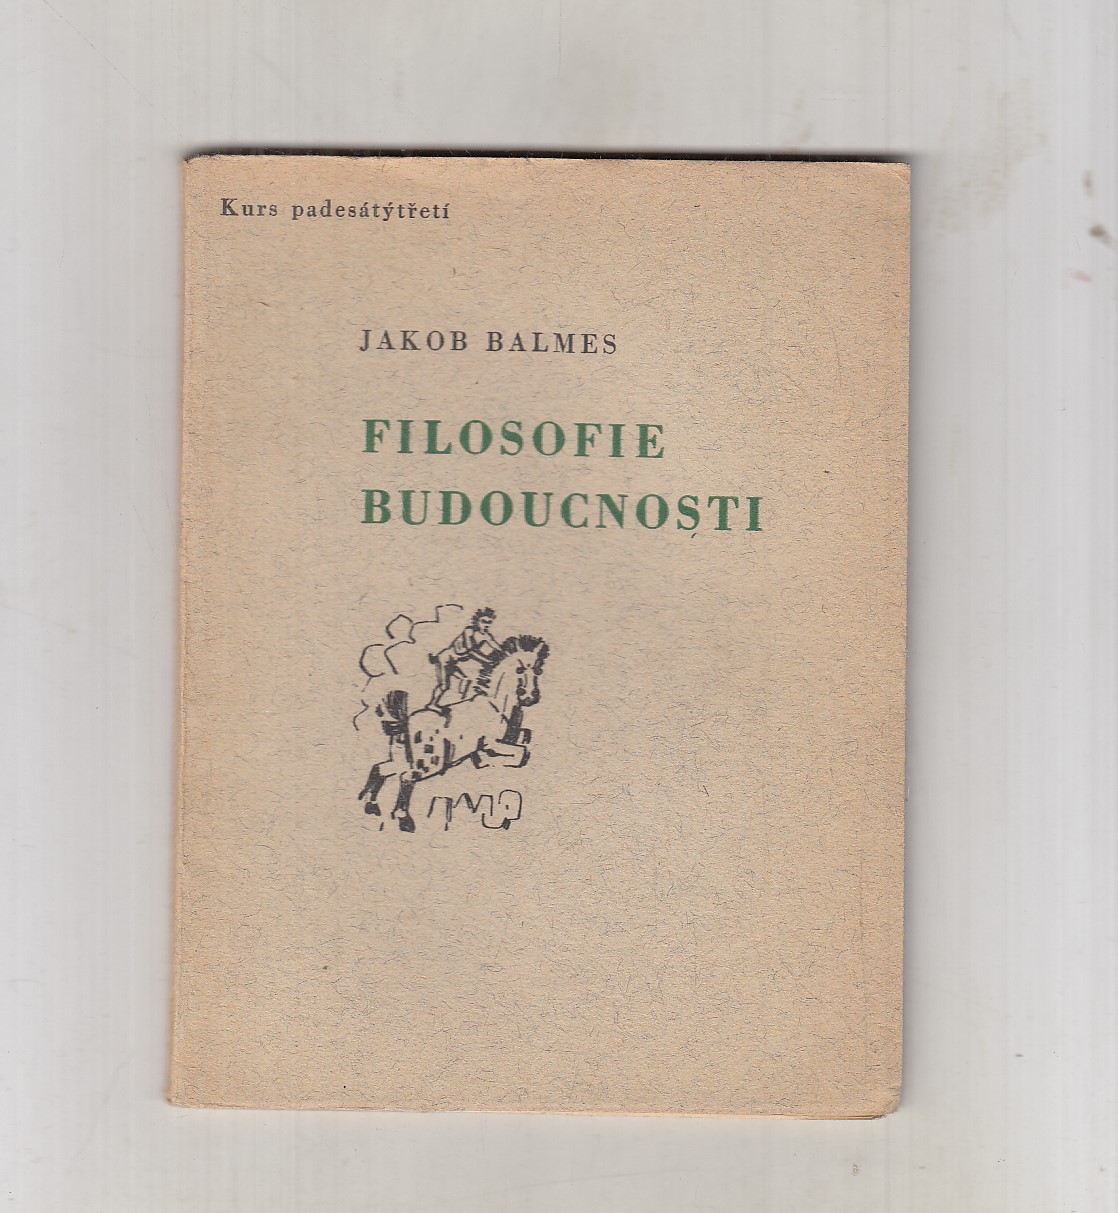 Kurs padesátýtřetí
JAKOB BALMES
FILOSOFIE
BUDOUCNOSTI